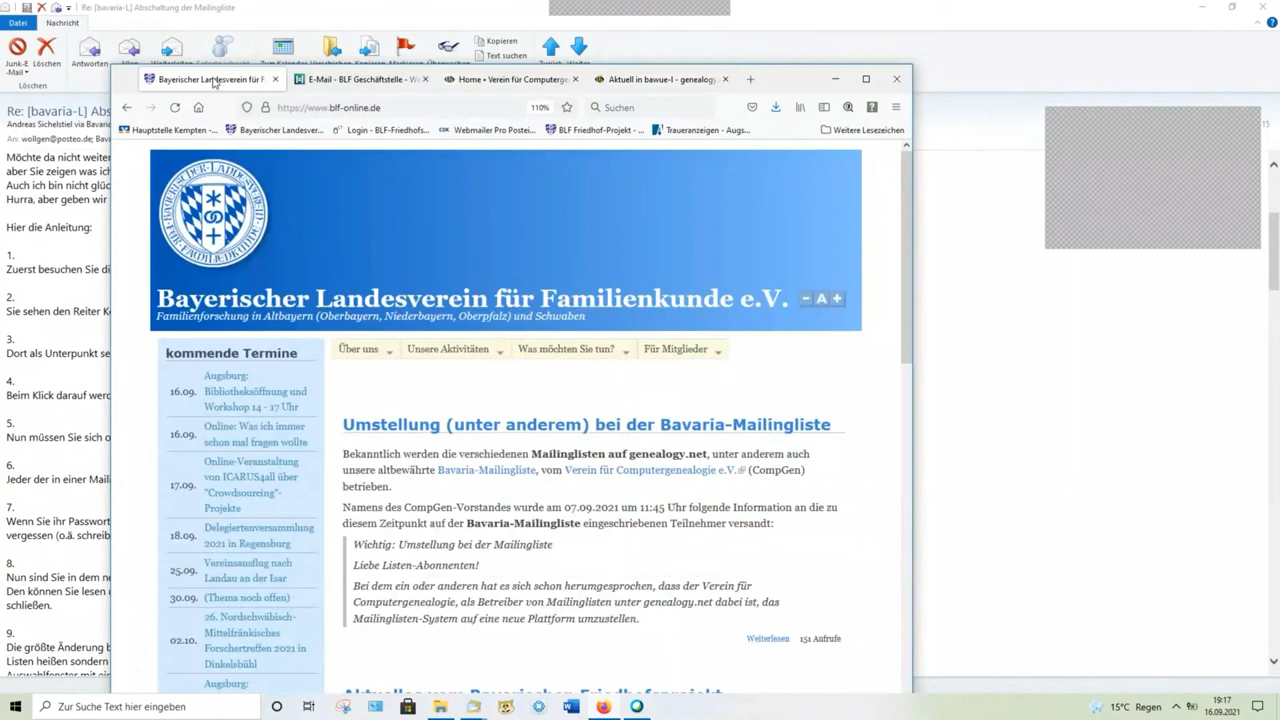 Re: [bavaria-L] Abschaltung der Mailingliste
Datei
Nachricht
Junk-E
-Mail
Löschen
Antworten
Löschen
Kopieren
Text suchen
Re: [bavaria-L] Abs
Andreas Sichelstiel via Bavaria
An: wollgen@posteo.de; Bava
15
Möchte da nicht weiter
aber Sie zeigen was ich
Auch ich bin nicht glüc
Hurra, aber geben wir
Hier die Anleitung:
1.
Zuerst besuchen Sie di
2.
Sie sehen den Reiter K
3.
Dort als Unterpunkt se
4.
Beim Klick darauf werd
5.
Nun müssen Sie sich o
6.
Jeder der in einer Maili
7.
Wenn Sie ihr Passwort
vergessen (o.ä. schreib
8.
Nun sind Sie in dem ne
Den können Sie lesen u
schließen.
9.
Die größte Änderung b
Listen heißen sondern
Bayerischer Landesverein für F
E-Mail - BLF Geschäftstelle - We
Home • Verein für Computerge
Aktuell in bawue-l - genealogy
https://www.blf-online.de
110%
Suchen
Hauptstelle Kempten -...
Bayerischer Landesver...
Login - BLF-Friedhofs...
Webmailer Pro Postei...
BLF Friedhof-Projekt - ...
Traueranzeigen - Augs...
Weitere Lesezeichen
BAYERISCHER LANDESVEREIN FÜR FAMILIENKUNDE
Bayerischer Landesverein für Familienkunde e.V.
- A +
Familienforschung in Altbayern (Oberbayern, Niederbayern, Oberpfalz) und Schwaben
Über uns
Unsere Aktivitäten
Was möchten Sie tun?
Für Mitglieder
kommende Termine
16.09.
Augsburg:
Bibliotheksöffnung und
Workshop 14 - 17 Uhr
16.09.
Online: Was ich immer
schon mal fragen wollte
17.09.
Online-Veranstaltung
von ICARUS4all über
"Crowdsourcing"-
Projekte
18.09.
Delegiertenversammlung
2021 in Regensburg
25.09.
Vereinsausflug nach
Landau an der Isar
30.09.
(Thema noch offen)
02.10.
26. Nordschwäbisch-
Mittelfränkisches
Forschertreffen 2021 in
Dinkelsbühl
Augsburg:
Umstellung (unter anderem) bei der Bavaria-Mailingliste
Bekanntlich werden die verschiedenen Mailinglisten auf genealogy.net, unter anderem auch
unsere altbewährte Bavaria-Mailingliste, vom Verein für Computergenealogie e.V. (CompGen)
betrieben.
Namens des CompGen-Vorstandes wurde am 07.09.2021 um 11:45 Uhr folgende Information an die zu
diesem Zeitpunkt auf der Bavaria-Mailingliste eingeschriebenen Teilnehmer versandt:
Wichtig: Umstellung bei der Mailingliste
Liebe Listen-Abonnenten!
Bei dem ein oder anderen hat es sich schon herumgesprochen, dass der Verein für
Computergenealogie, als Betreiber von Mailinglisten unter genealogy.net dabei ist, das
Mailinglisten-System auf eine neue Plattform umzustellen.
Weiterlesen 151 Aufrufe
Zur Suche Text hier eingeben
15°C Regen
19:17
16.09.2021